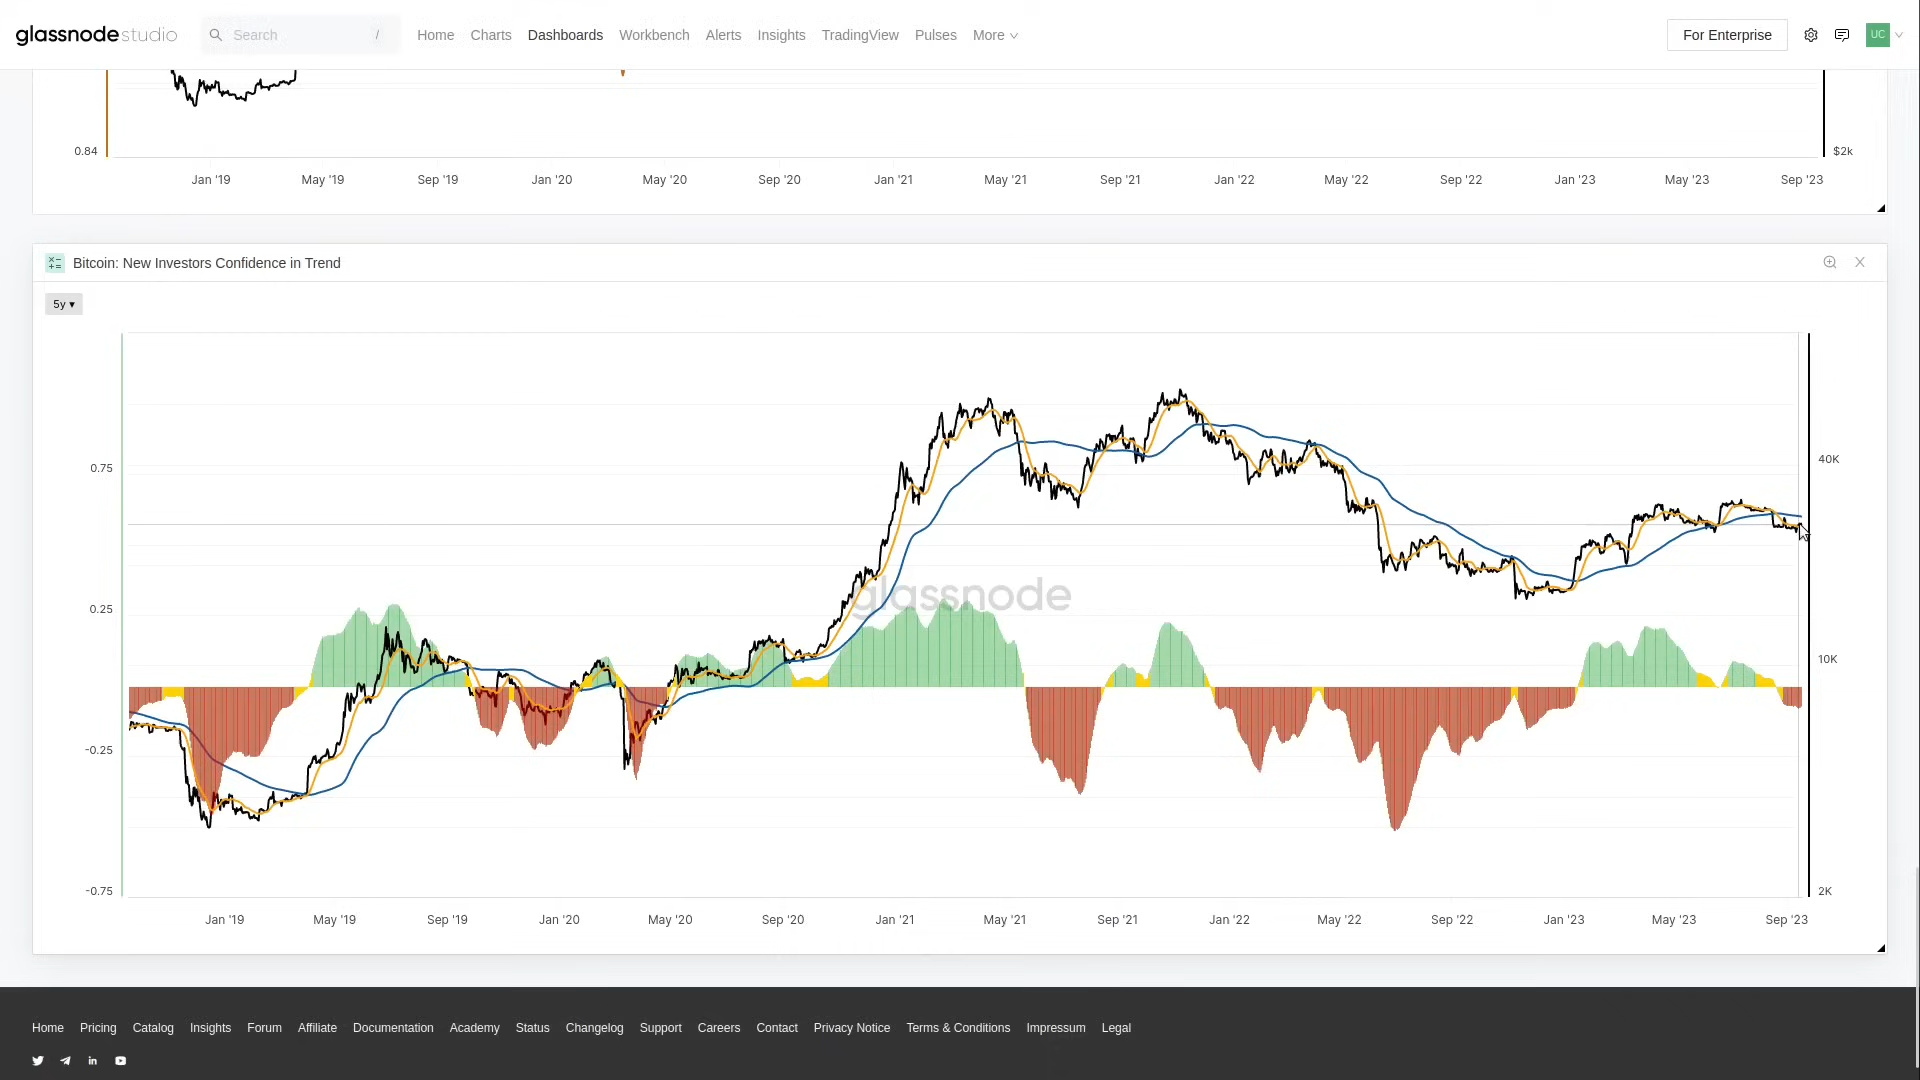 glassnodestudio Search / Home Charts Dashboards Workbench Alerts Insights TradingView Pulses More For Enterprise UC
0.84 $2k
Jan '19 May '19 Sep '19 Jan '20 May '20 Sep '20 Jan '21 May '21 Sep '21 Jan '22 May '22 Sep '22 Jan '23 May '23 Sep '23
Bitcoin: New Investors Confidence in Trend
5y ▾
0.75 40K
glassnode
0.25
10K
-0.25
-0.75 2K
Jan '19 May '19 Sep '19 Jan '20 May '20 Sep '20 Jan '21 May '21 Sep '21 Jan '22 May '22 Sep '22 Jan '23 May '23 Sep '23
Home Pricing Catalog Insights Forum Affiliate Documentation Academy Status Changelog Support Careers Contact Privacy Notice Terms & Conditions Impressum Legal